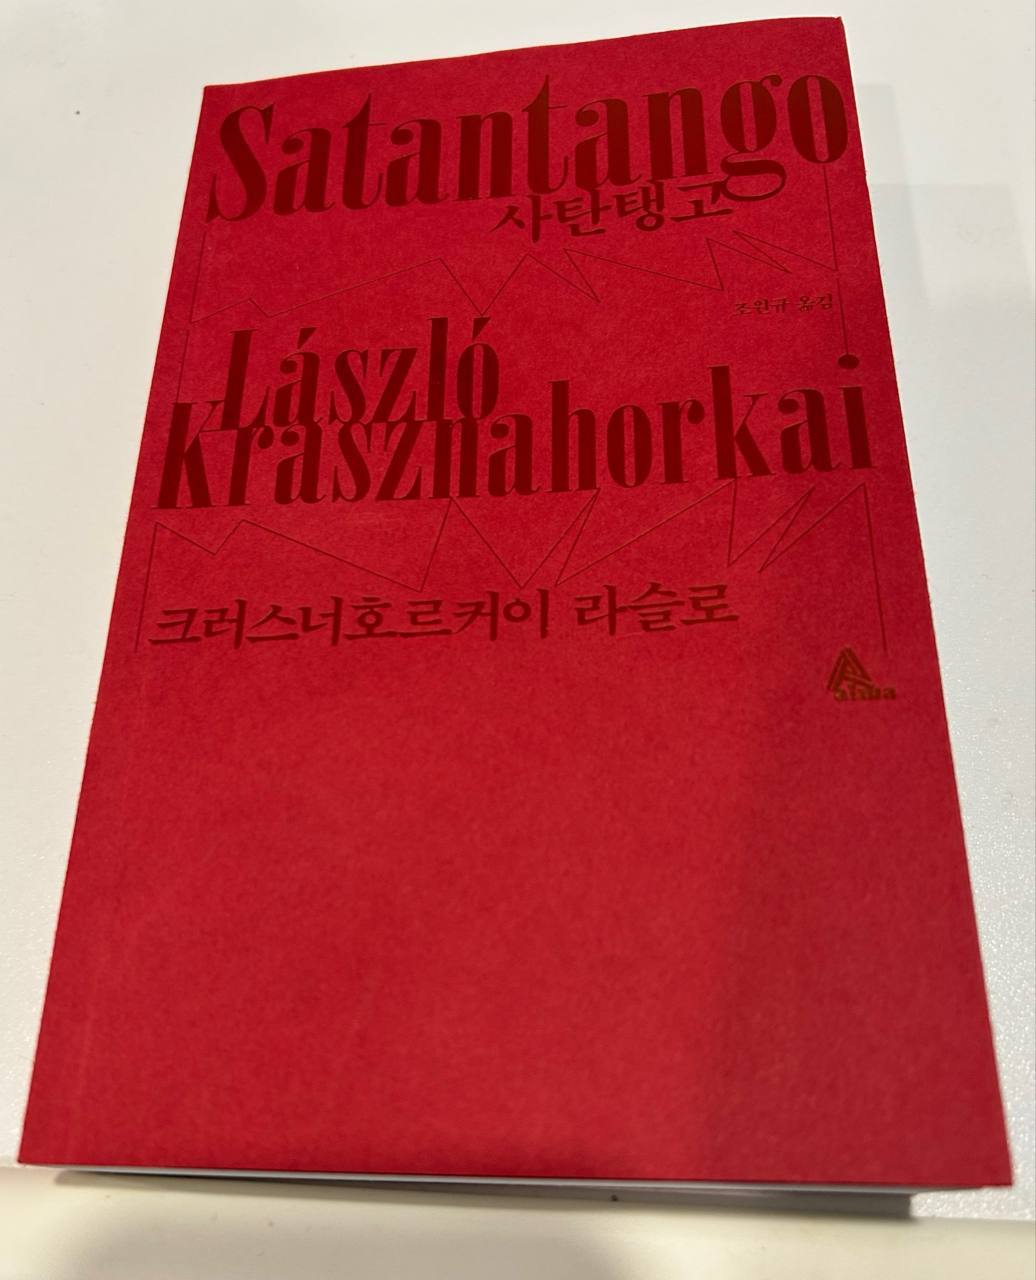 Satantango
사탄탱고
조원규 옮김
László
Krasznahorkai
크러스너호르커이 라슬로
alma